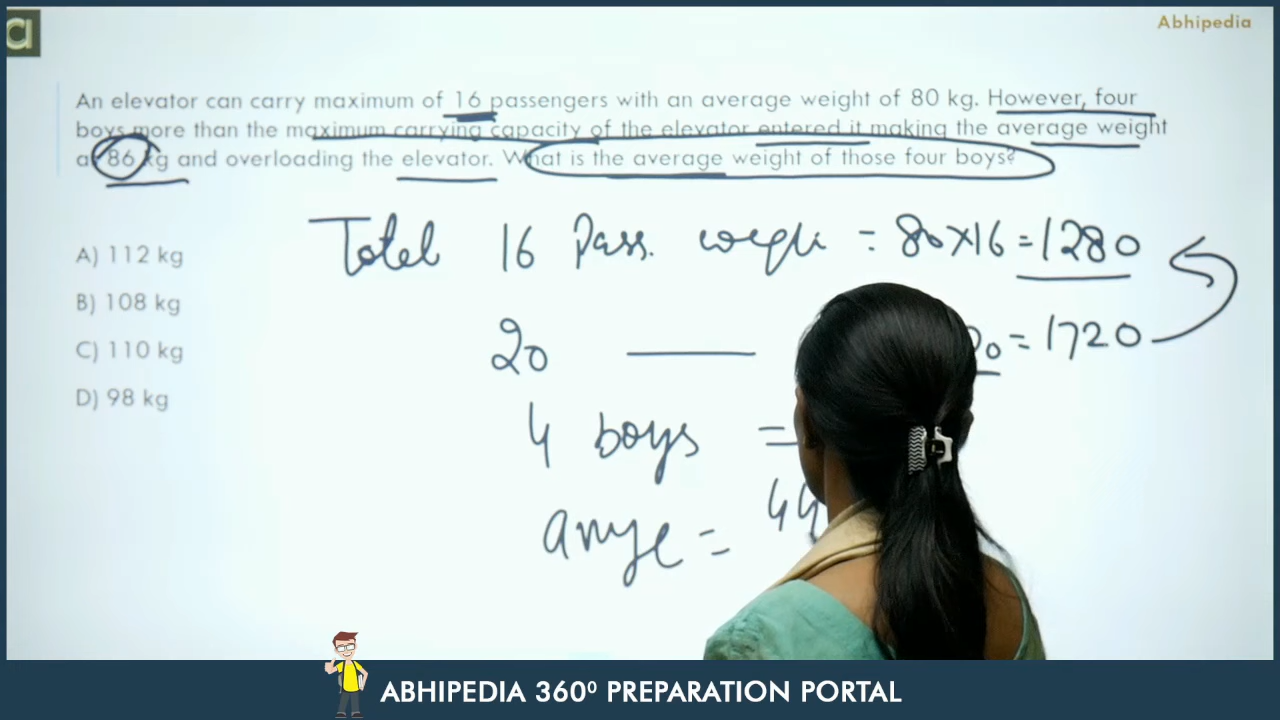 a
Abhipedia
An elevator can carry maximum of 16 passengers with an average weight of 80 kg. However, four
boys more than the maximum carrying capacity of the elevator entered it making the average weight
as 86 kg and overloading the elevator. What is the average weight of those four boys?
A) 112 kg
B) 108 kg
C) 110 kg
D) 98 kg
Total 16 Pass. weight = 80×16 = 1280
20 = 1720
4 boys =
44
ABHIPEDIA 360⁰ PREPARATION PORTAL